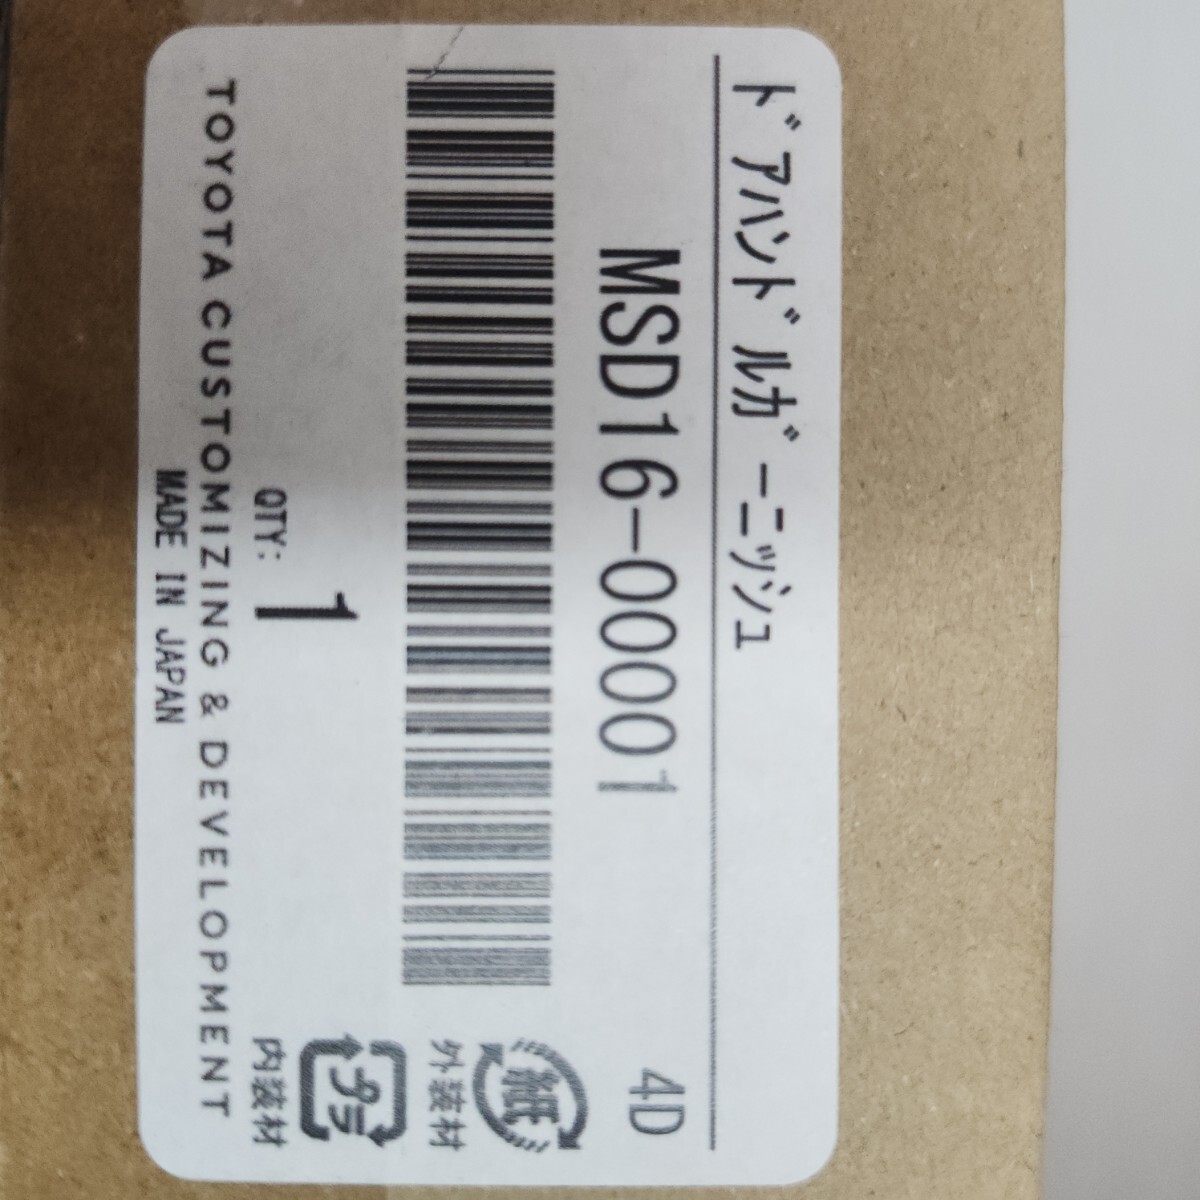 ﾄﾞｱﾊﾝﾄﾞﾙｶﾞｰﾆｯｼｭ
MSD16-00001
4D
紙
外装材
QTY: 1
プラ
内装材
TOYOTA CUSTOMIZING & DEVELOPMENT
MADE IN JAPAN